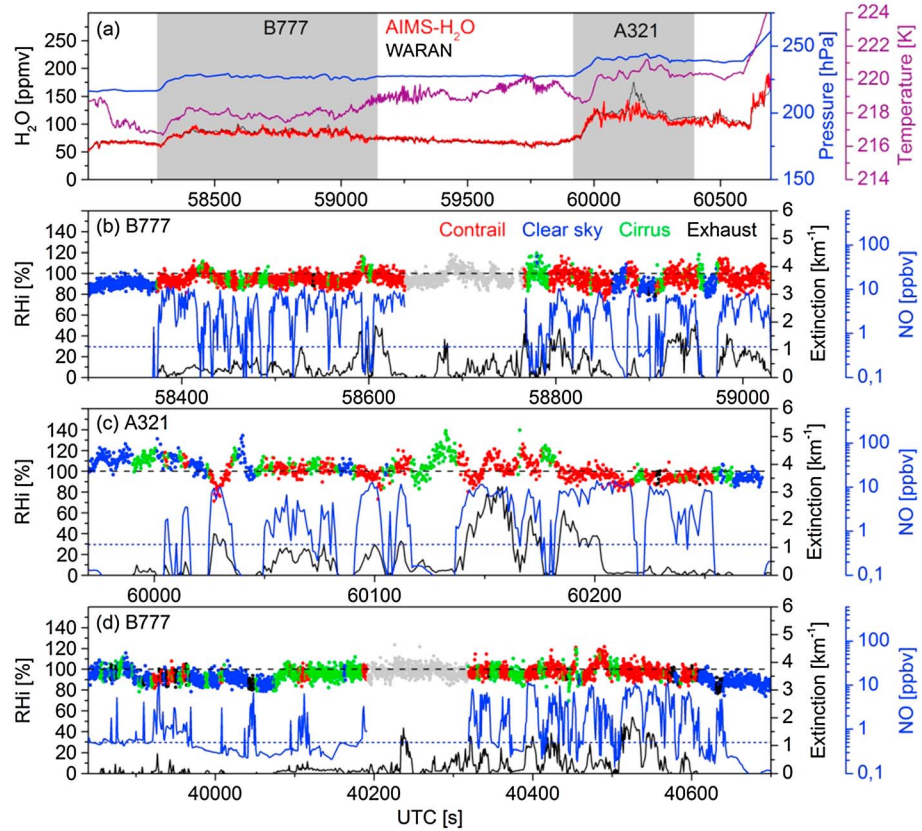 (a) B777 AIMS-H₂O WARAN A321
H₂O [ppmv]
300 250 200 150 100 50 0
Pressure [hPa]
250 200 150
Temperature [K]
224 222 220 218 216 214
58500 59000 59500 60000 60500
(b) B777 Contrail Clear sky Cirrus Exhaust
RHi [%]
140 120 100 80 60 40 20 0
Extinction [km⁻¹]
6 5 4 3 2 1 0
NO [ppbv]
100 10 1 0,1
58400 58600 58800 59000
(c) A321
RHi [%]
140 120 100 80 60 40 20 0
Extinction [km⁻¹]
6 5 4 3 2 1 0
NO [ppbv]
100 10 1 0,1
60000 60100 60200
(d) B777
RHi [%]
140 120 100 80 60 40 20 0
Extinction [km⁻¹]
6 5 4 3 2 1 0
NO [ppbv]
100 10 1 0,1
40000 40200 40400 40600
UTC [s]